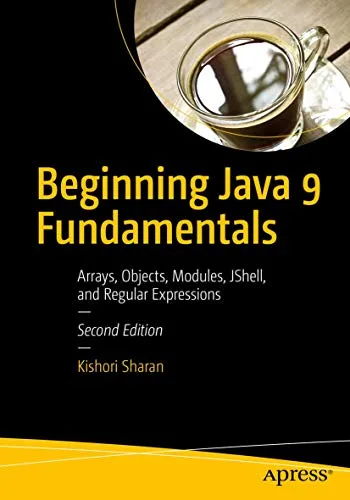 Beginning Java 9
Fundamentals
Arrays, Objects, Modules, JShell,
and Regular Expressions
—
Second Edition
—
Kishori Sharan
Apress®